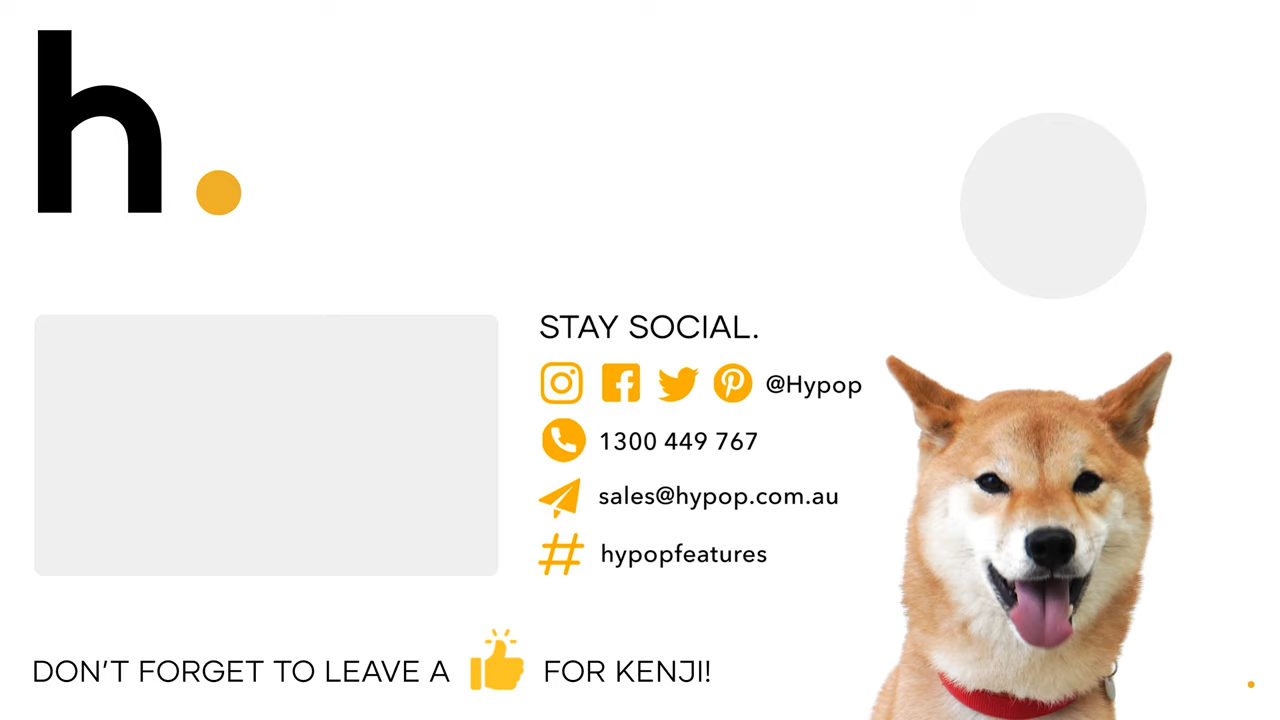 h.
STAY SOCIAL.
@Hypop
1300 449 767
sales@hypop.com.au
# hypopfeatures
DON'T FORGET TO LEAVE A FOR KENJI!